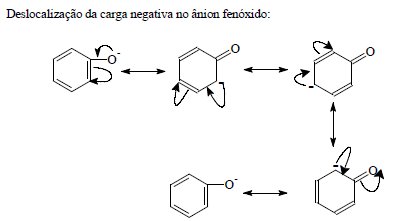 Deslocalização da carga negativa no ânion fenóxido:
O-
O
-
O
-
O-
-
O